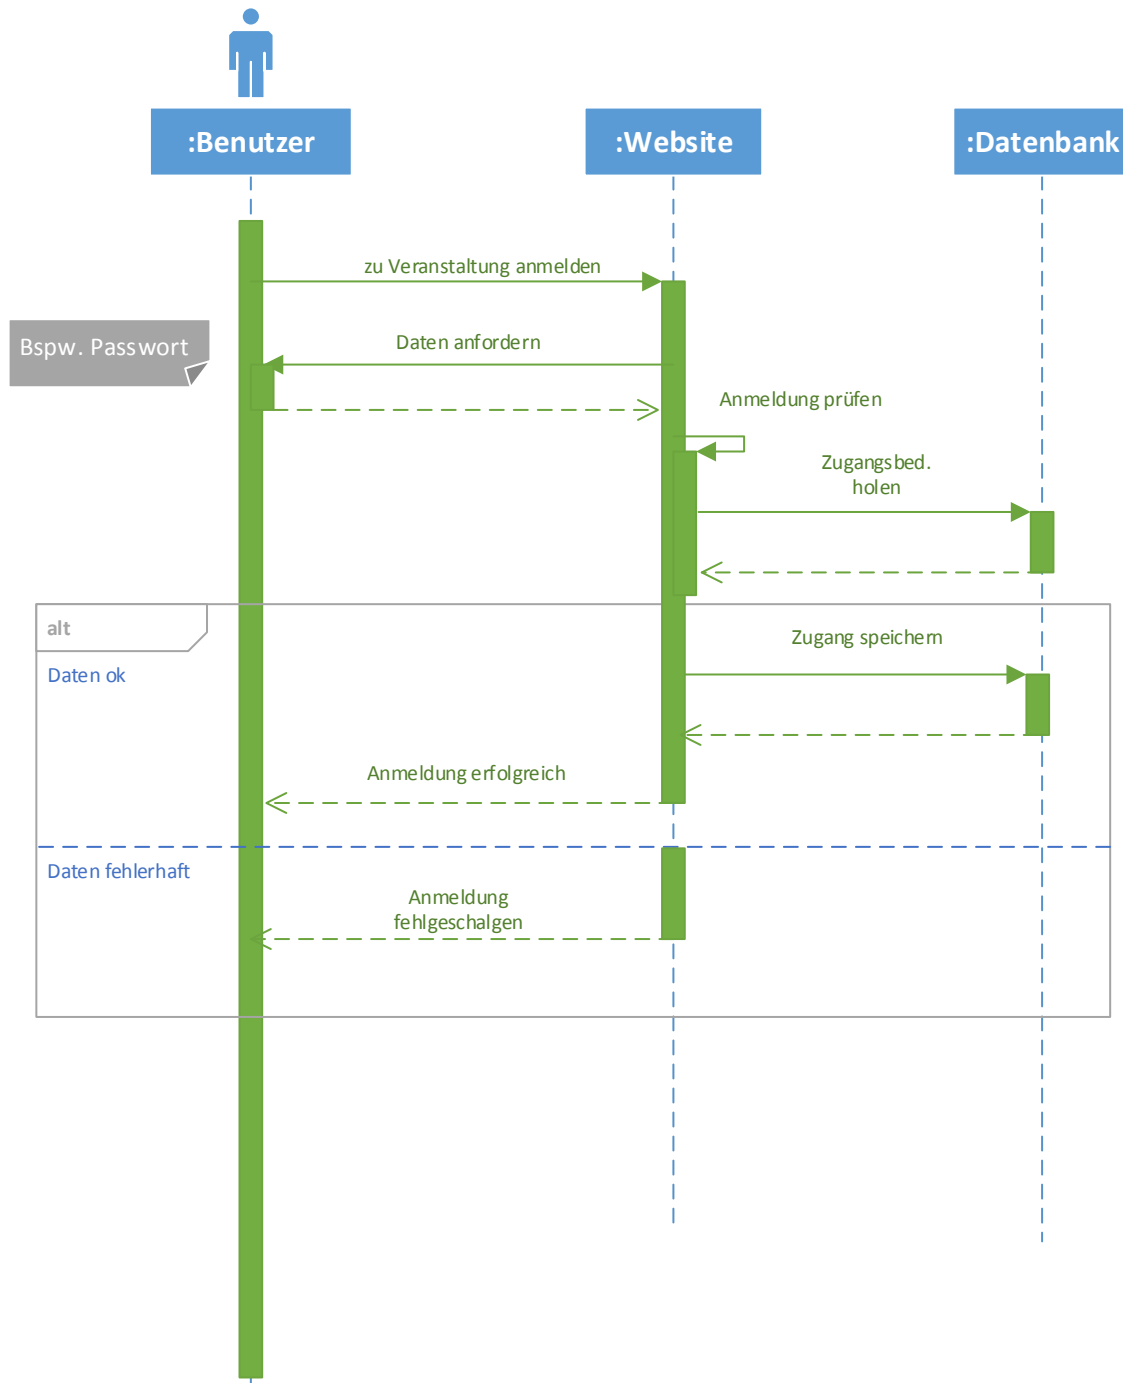 :Benutzer
:Website
:Datenbank
zu Veranstaltung anmelden
Bspw. Passwort
Daten anfordern
Anmeldung prüfen
Zugangsbed.
holen
alt
Zugang speichern
Daten ok
Anmeldung erfolgreich
Daten fehlerhaft
Anmeldung
fehlgeschalgen